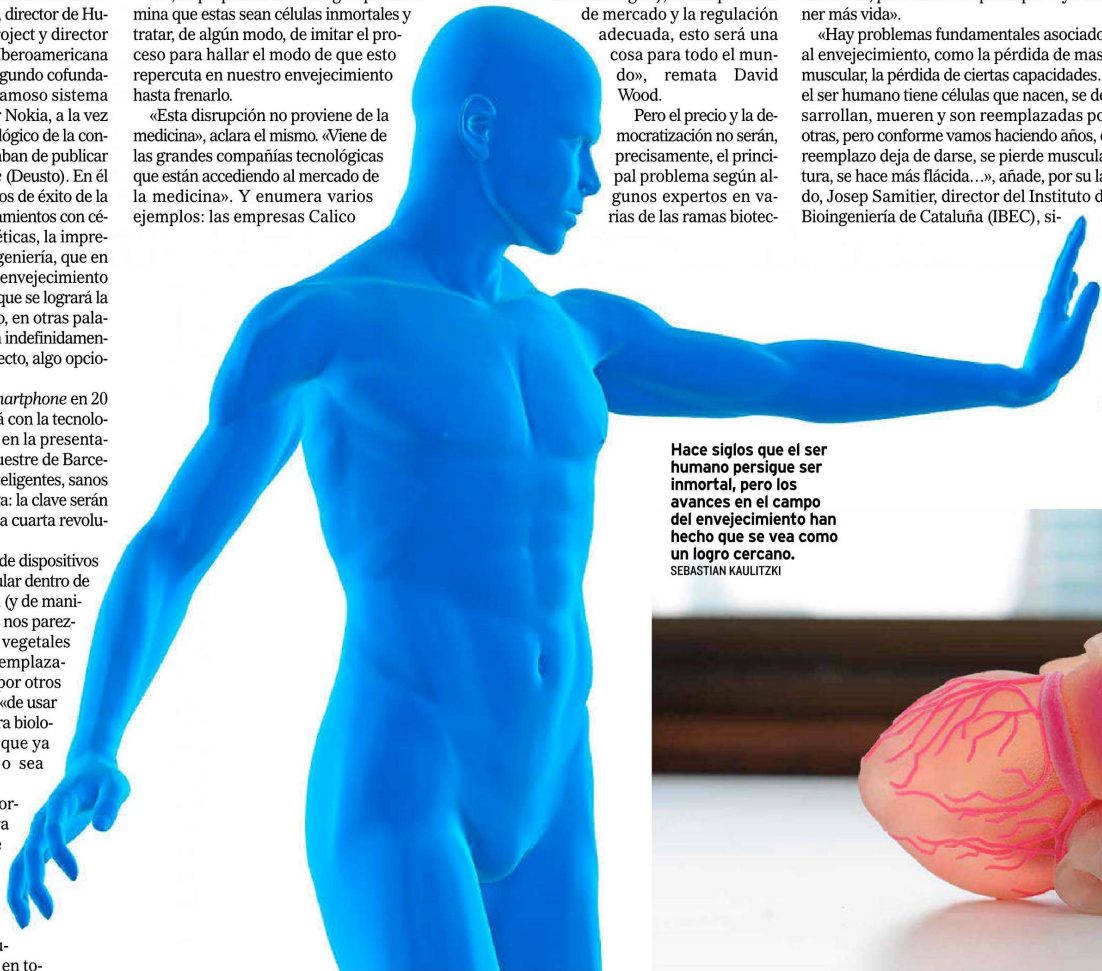 , director de Hu-
oject y director
Iberoamericana
gundo cofunda-
amoso sistema
r Nokia, a la vez
lógico de la con-
aban de publicar
(Deusto). En él
os de éxito de la
amientos con cé-
éticas, la impre-
geniería, que en
envejecimiento
que se logrará la
o, en otras pala-
indefinidamen-
ecto, algo opcio-
martphone en 20
á con la tecnolo-
en la presenta-
uestre de Barce-
teligentes, sanos
a: la clave serán
a cuarta revolu-
de dispositivos
ular dentro de
(y de mani-
nos parez-
vegetales
emplaza-
por otros
«de usar
ra biolo-
que ya
o sea
or-
ra
en to-
mina que estas sean células inmortales y
tratar, de algún modo, de imitar el pro-
ceso para hallar el modo de que esto
repercuta en nuestro envejecimiento
hasta frenarlo.
«Esta disrupción no proviene de la
medicina», aclara el mismo. «Viene de
las grandes compañías tecnológicas
que están accediendo al mercado de
la medicina». Y enumera varios
ejemplos: las empresas Calico
de mercado y la regulación
adecuada, esto será una
cosa para todo el mun-
do», remata David
Wood.
Pero el precio y la de-
mocratización no serán,
precisamente, el princi-
pal problema según al-
gunos expertos en va-
rias de las ramas biotec-
ner más vida».
«Hay problemas fundamentales asociado
al envejecimiento, como la pérdida de mas
muscular, la pérdida de ciertas capacidades.
el ser humano tiene células que nacen, se de
sarrollan, mueren y son reemplazadas po
otras, pero conforme vamos haciendo años, e
reemplazo deja de darse, se pierde muscula
tura, se hace más flácida…», añade, por su la
do, Josep Samitier, director del Instituto d
Bioingeniería de Cataluña (IBEC), si-
Hace siglos que el ser
humano persigue ser
inmortal, pero los
avances en el campo
del envejecimiento han
hecho que se vea como
un logro cercano.
SEBASTIAN KAULITZKI